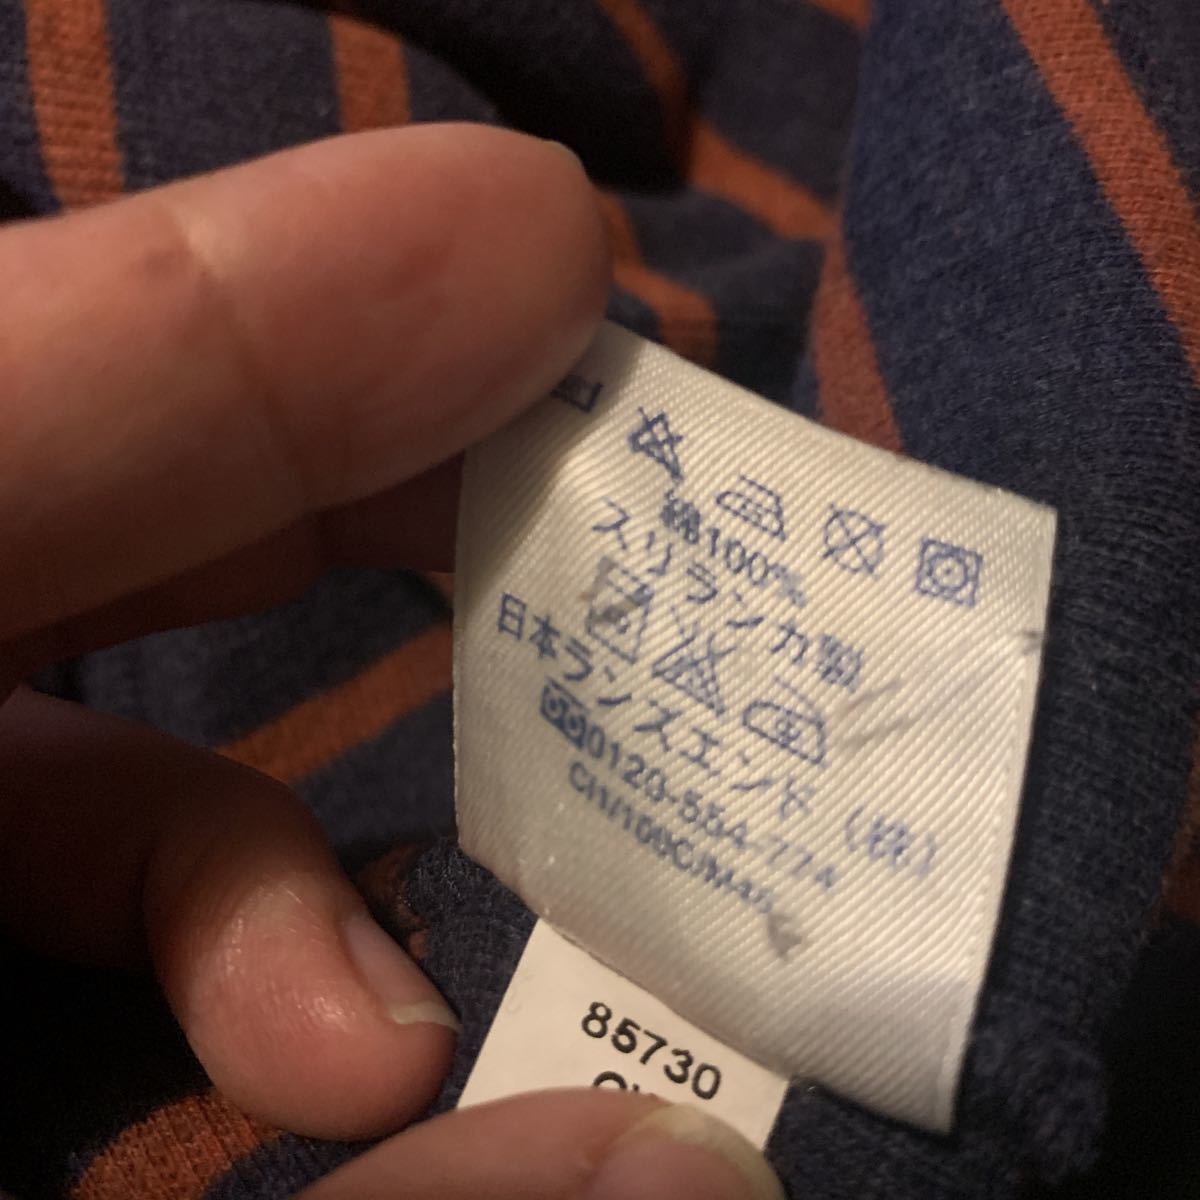 綿100%
スリランカ製
日本ランズエンド(株)
0120-554-774
85730